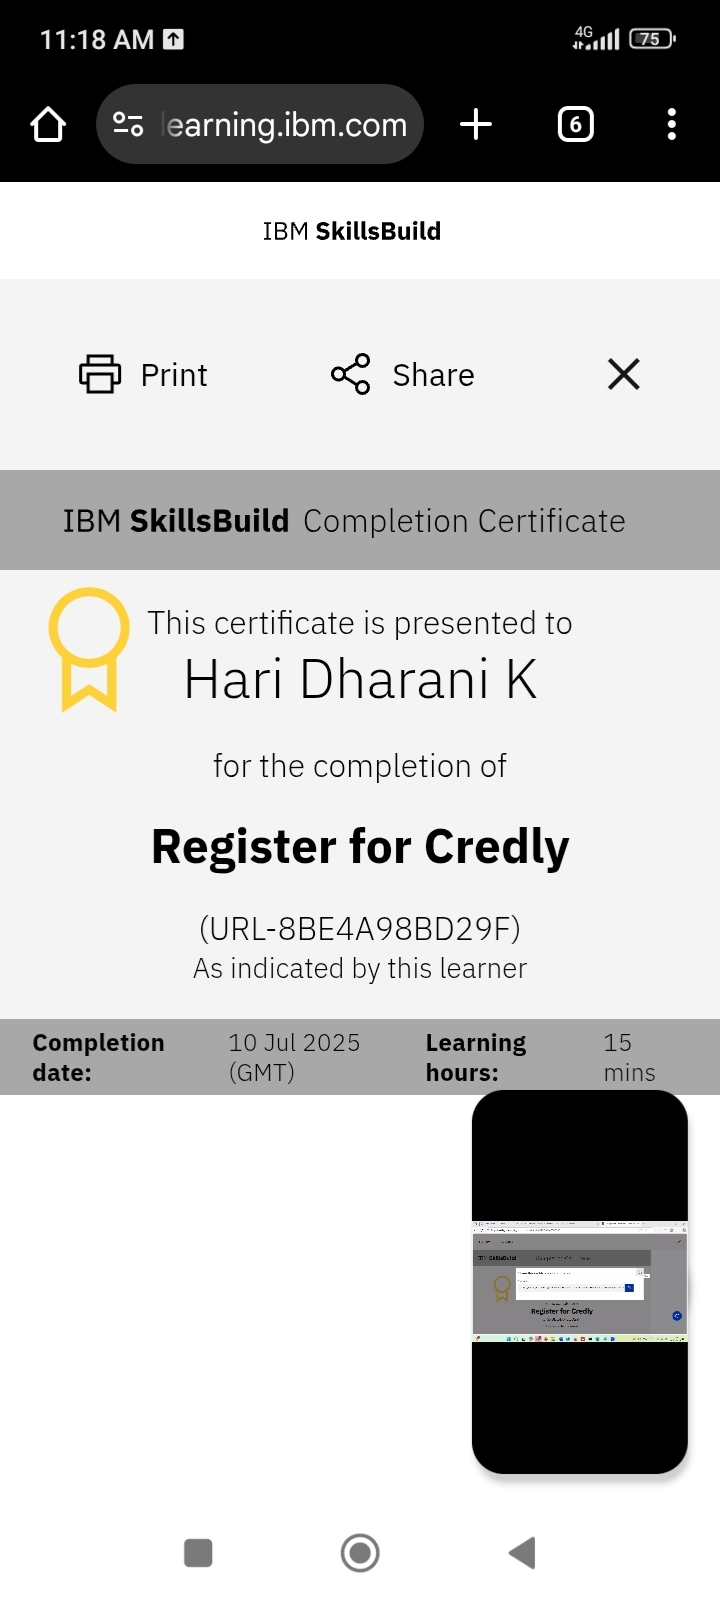 11:18 AM 4G 75
learning.ibm.com 6
IBM SkillsBuild
Print Share
IBM SkillsBuild Completion Certificate
This certificate is presented to
Hari Dharani K
for the completion of
Register for Credly
(URL-8BE4A98BD29F)
As indicated by this learner
Completion date: 10 Jul 2025 (GMT) Learning hours: 15 mins
IBM SkillsBuild
Register for Credly